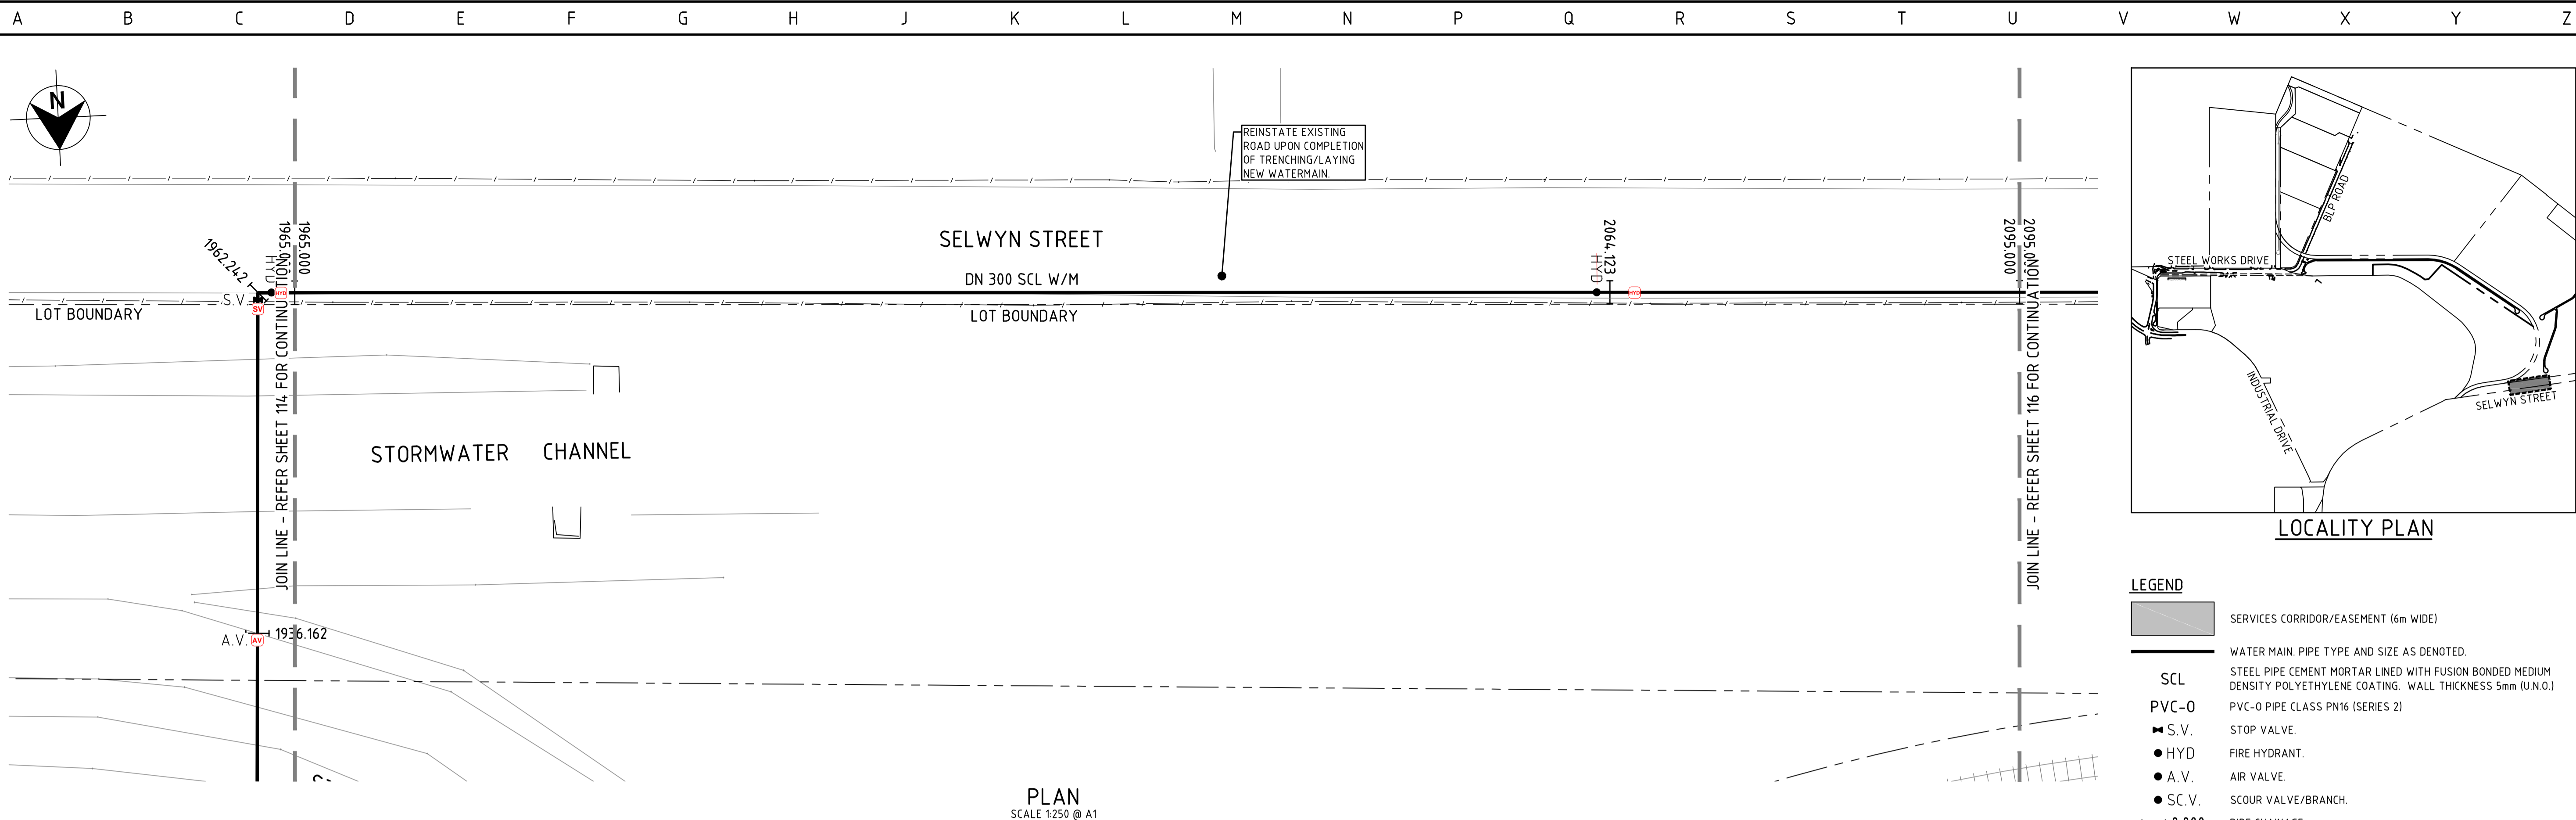 A B C D E F G H J K L M N P Q R S T U V W X Y Z
N
REINSTATE EXISTING
ROAD UPON COMPLETION
OF TRENCHING/LAYING
NEW WATERMAIN.
SELWYN STREET
DN 300 SCL W/M
LOT BOUNDARY
LOT BOUNDARY
1962.242
HYD
1965.000
S.V.
HYD
SV
JOIN LINE - REFER SHEET 114 FOR CONTINUATION
2064.123
HYD
HYD
2095.000
JOIN LINE - REFER SHEET 116 FOR CONTINUATION
STORMWATER CHANNEL
A.V.
AV
1936.162
PLAN
SCALE 1:250 @ A1
BLP ROAD
STEEL WORKS DRIVE
INDUSTRIAL DRIVE
SELWYN STREET
LOCALITY PLAN
LEGEND
SERVICES CORRIDOR/EASEMENT (6m WIDE)
WATER MAIN. PIPE TYPE AND SIZE AS DENOTED.
SCL STEEL PIPE CEMENT MORTAR LINED WITH FUSION BONDED MEDIUM
DENSITY POLYETHYLENE COATING. WALL THICKNESS 5mm (U.N.O.)
PVC-O PVC-O PIPE CLASS PN16 (SERIES 2)
S.V. STOP VALVE.
HYD FIRE HYDRANT.
A.V. AIR VALVE.
SC.V. SCOUR VALVE/BRANCH.